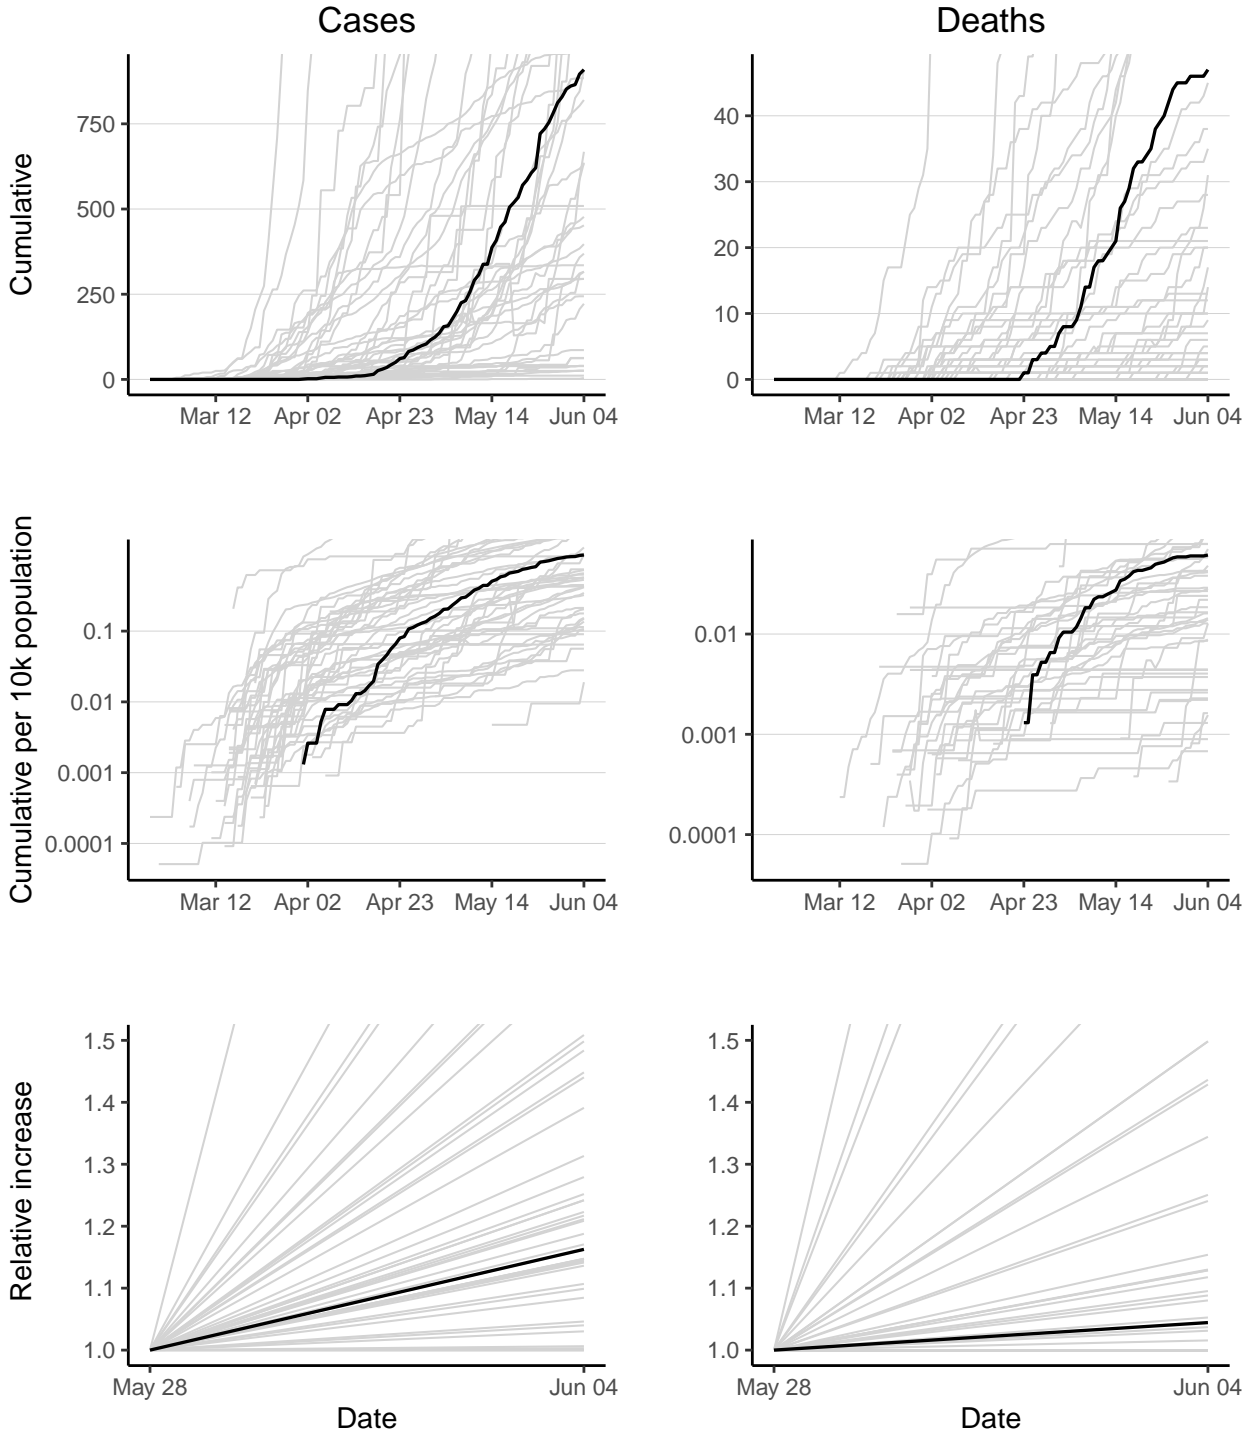 Cases
Deaths
Cumulative
750
500
250
0
Mar 12 Apr 02 Apr 23 May 14 Jun 04
40
30
20
10
0
Mar 12 Apr 02 Apr 23 May 14 Jun 04
Cumulative per 10k population
0.1
0.01
0.001
0.0001
Mar 12 Apr 02 Apr 23 May 14 Jun 04
0.01
0.001
0.0001
Mar 12 Apr 02 Apr 23 May 14 Jun 04
Relative increase
1.5
1.4
1.3
1.2
1.1
1.0
May 28 Jun 04
Date
1.5
1.4
1.3
1.2
1.1
1.0
May 28 Jun 04
Date